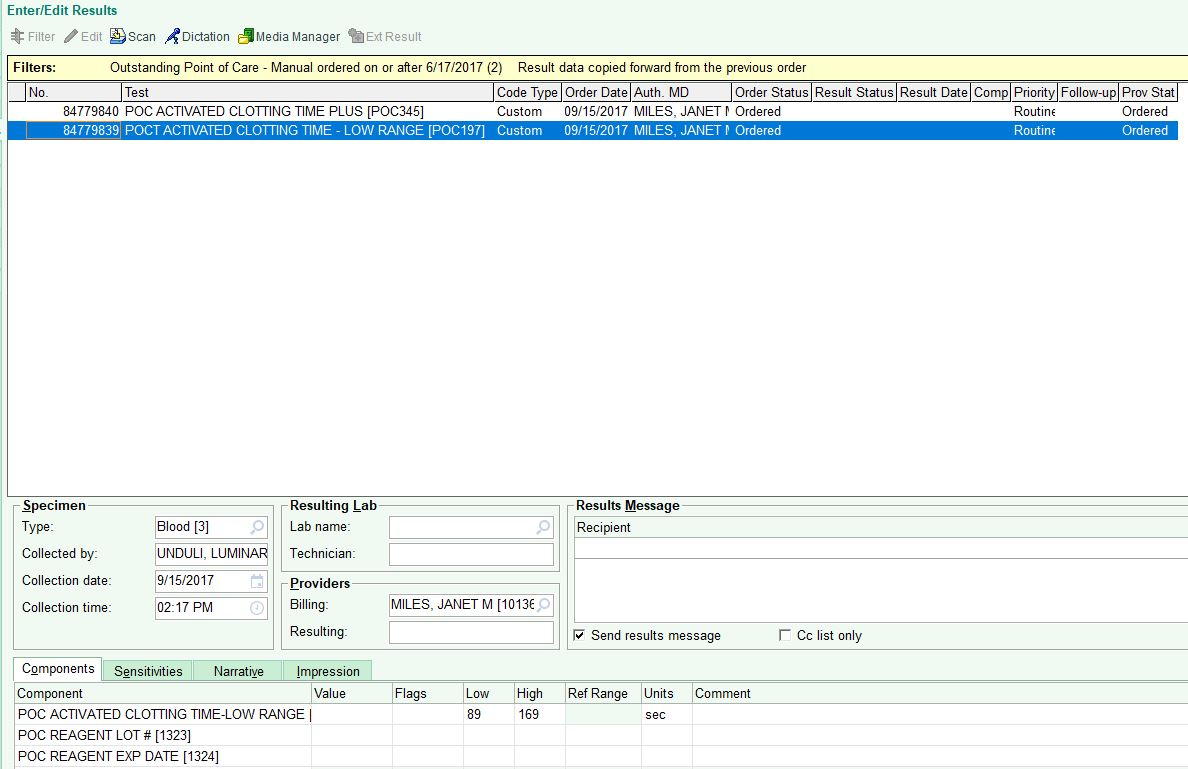 Enter/Edit Results
Filter Edit Scan Dictation Media Manager Ext Result
Filters: Outstanding Point of Care - Manual ordered on or after 6/17/2017 (2) Result data copied forward from the previous order
No. Test Code Type Order Date Auth. MD Order Status Result Status Result Date Comp Priority Follow-up Prov Stat
84779840 POC ACTIVATED CLOTTING TIME PLUS [POC345] Custom 09/15/2017 MILES, JANET M Ordered Routine Ordered
84779839 POCT ACTIVATED CLOTTING TIME - LOW RANGE [POC197] Custom 09/15/2017 MILES, JANET M Ordered Routine Ordered
Specimen
Type: Blood [3]
Collected by: UNDULI, LUMINAR
Collection date: 9/15/2017
Collection time: 02:17 PM
Resulting Lab
Lab name:
Technician:
Providers
Billing: MILES, JANET M [10136
Resulting:
Results Message
Recipient
Send results message Cc list only
Components Sensitivities Narrative Impression
Component Value Flags Low High Ref Range Units Comment
POC ACTIVATED CLOTTING TIME-LOW RANGE [ 89 169 sec
POC REAGENT LOT # [1323]
POC REAGENT EXP DATE [1324]